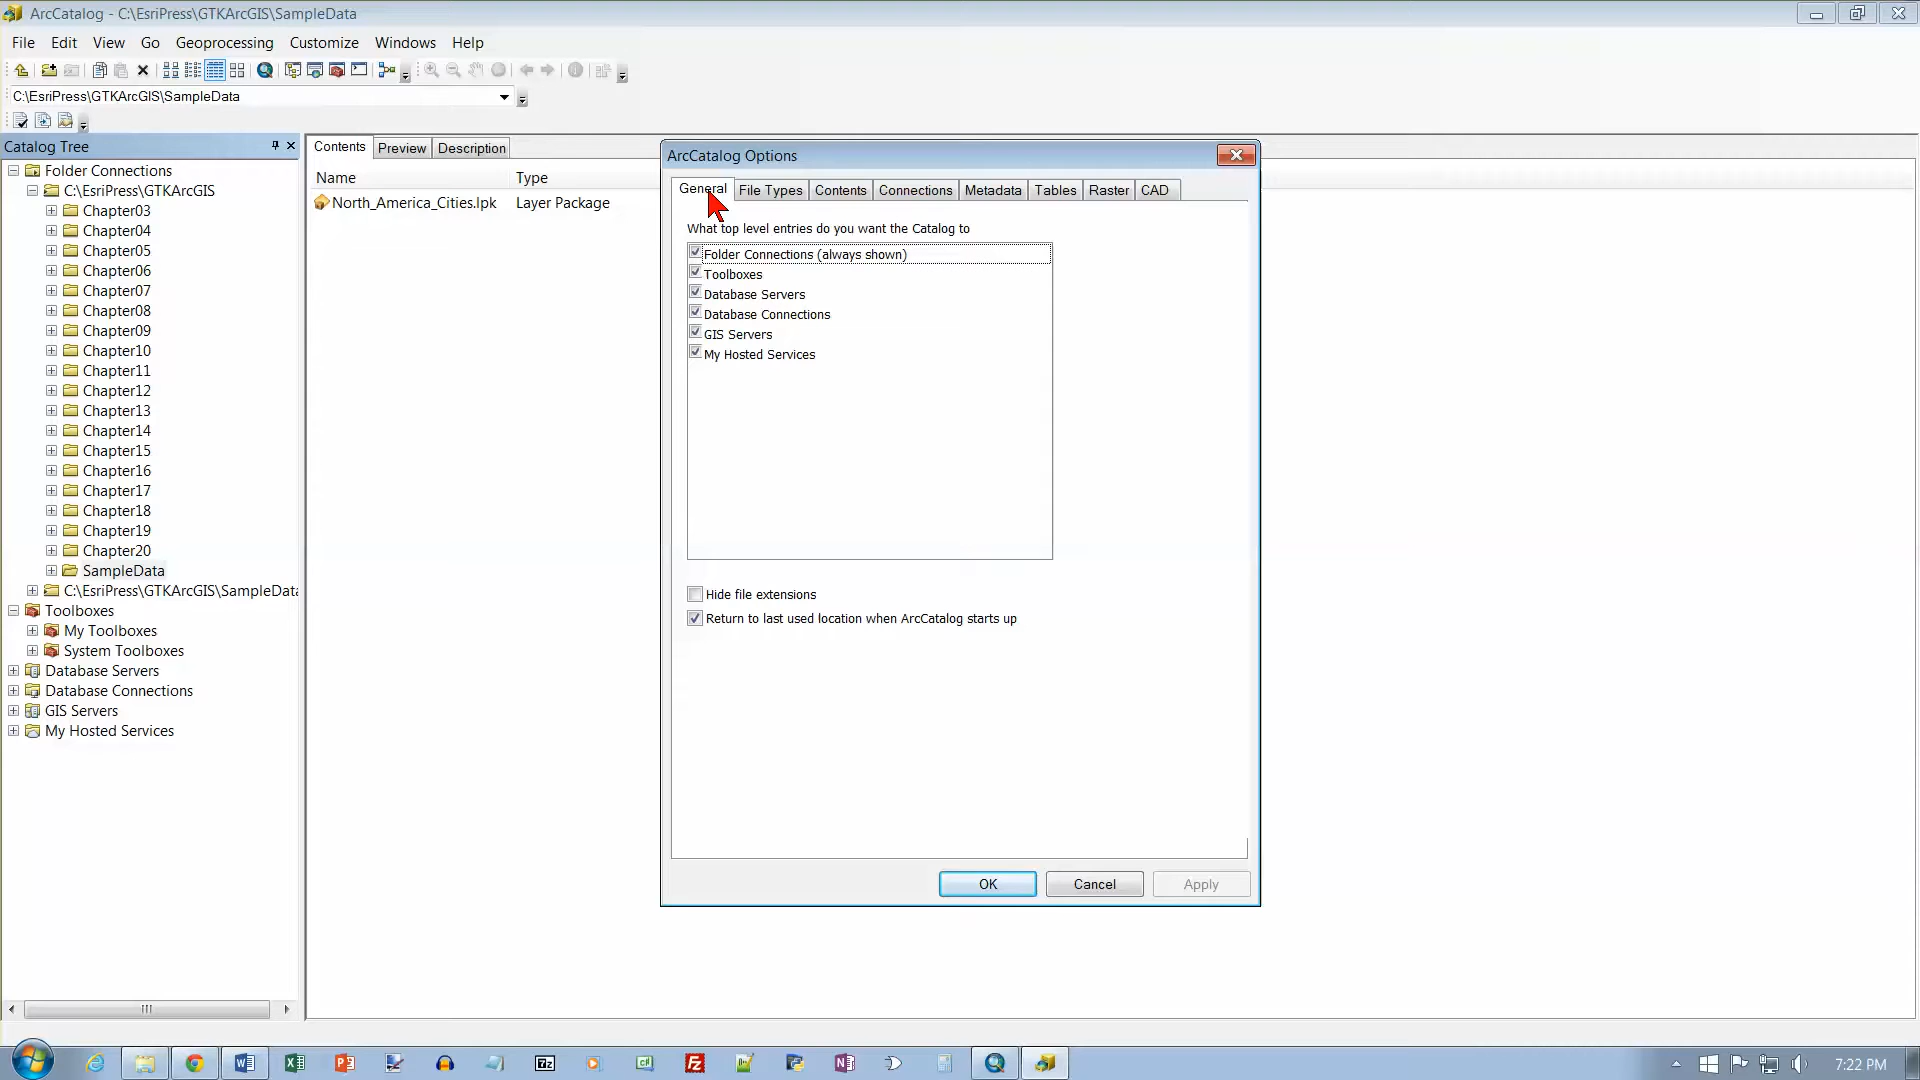 ArcCatalog - C:\EsriPress\GTKArcGIS\SampleData
File Edit View Go Geoprocessing Customize Windows Help
C:\EsriPress\GTKArcGIS\SampleData
Catalog Tree
Folder Connections
C:\EsriPress\GTKArcGIS
Chapter03
Chapter04
Chapter05
Chapter06
Chapter07
Chapter08
Chapter09
Chapter10
Chapter11
Chapter12
Chapter13
Chapter14
Chapter15
Chapter16
Chapter17
Chapter18
Chapter19
Chapter20
SampleData
C:\EsriPress\GTKArcGIS\SampleData
Toolboxes
My Toolboxes
System Toolboxes
Database Servers
Database Connections
GIS Servers
My Hosted Services
Contents Preview Description
Name Type
North_America_Cities.lpk Layer Package
ArcCatalog Options
General File Types Contents Connections Metadata Tables Raster CAD
What top level entries do you want the Catalog to
Folder Connections (always shown)
Toolboxes
Database Servers
Database Connections
GIS Servers
My Hosted Services
Hide file extensions
Return to last used location when ArcCatalog starts up
OK Cancel Apply
7:22 PM